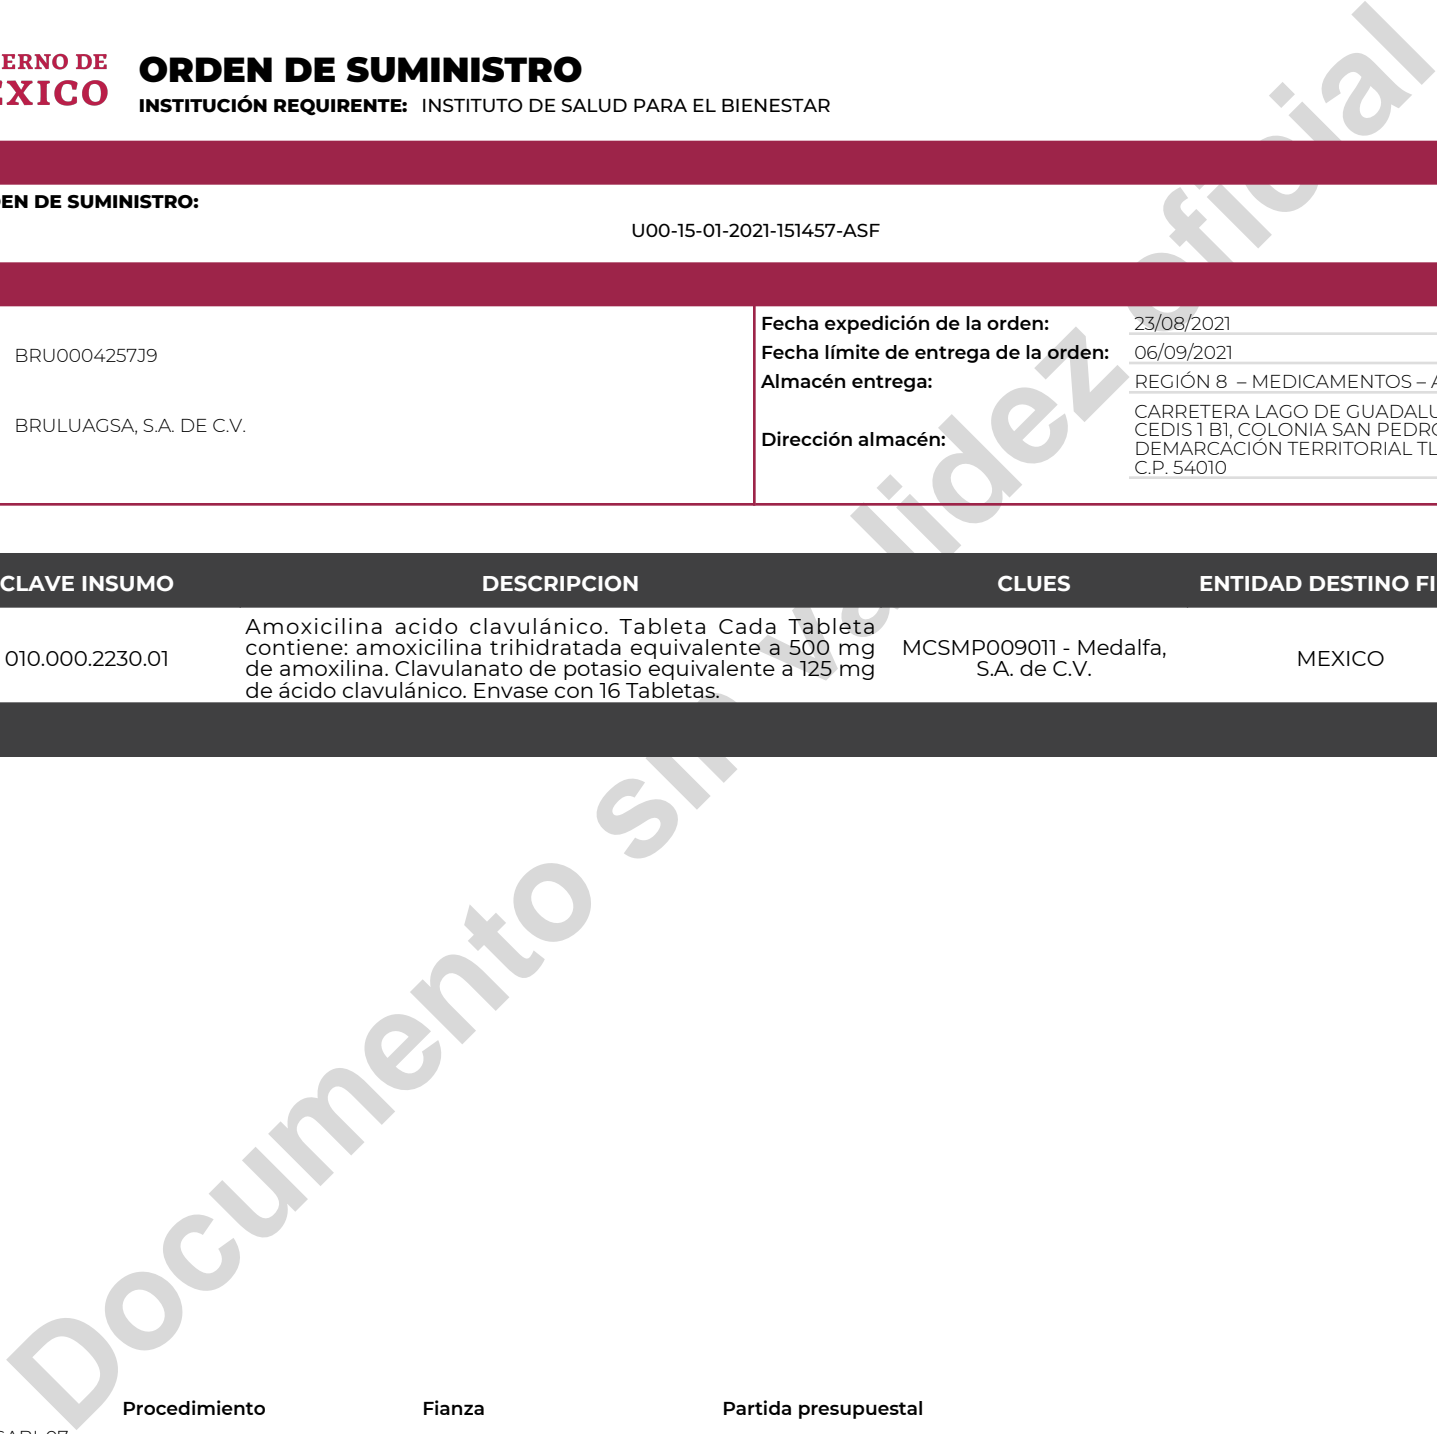 ERNO DE
EXICO
ORDEN DE SUMINISTRO
INSTITUCIÓN REQUIRENTE: INSTITUTO DE SALUD PARA EL BIENESTAR
EN DE SUMINISTRO:
U00-15-01-2021-151457-ASF
BRU0004257J9
BRULUAGSA, S.A. DE C.V.
Fecha expedición de la orden: 23/08/2021
Fecha límite de entrega de la orden: 06/09/2021
Almacén entrega: REGIÓN 8 – MEDICAMENTOS – A
Dirección almacén:
CARRETERA LAGO DE GUADALU
CEDIS 1 B1, COLONIA SAN PEDRO
DEMARCACIÓN TERRITORIAL TL
C.P. 54010
CLAVE INSUMO DESCRIPCION CLUES ENTIDAD DESTINO FI
010.000.2230.01
Amoxicilina acido clavulánico. Tableta Cada Tableta
contiene: amoxicilina trihidratada equivalente a 500 mg
de amoxilina. Clavulanato de potasio equivalente a 125 mg
de ácido clavulánico. Envase con 16 Tabletas.
MCSMP009011 - Medalfa,
S.A. de C.V.
MEXICO
Documento sin validez oficial
Procedimiento Fianza Partida presupuestal